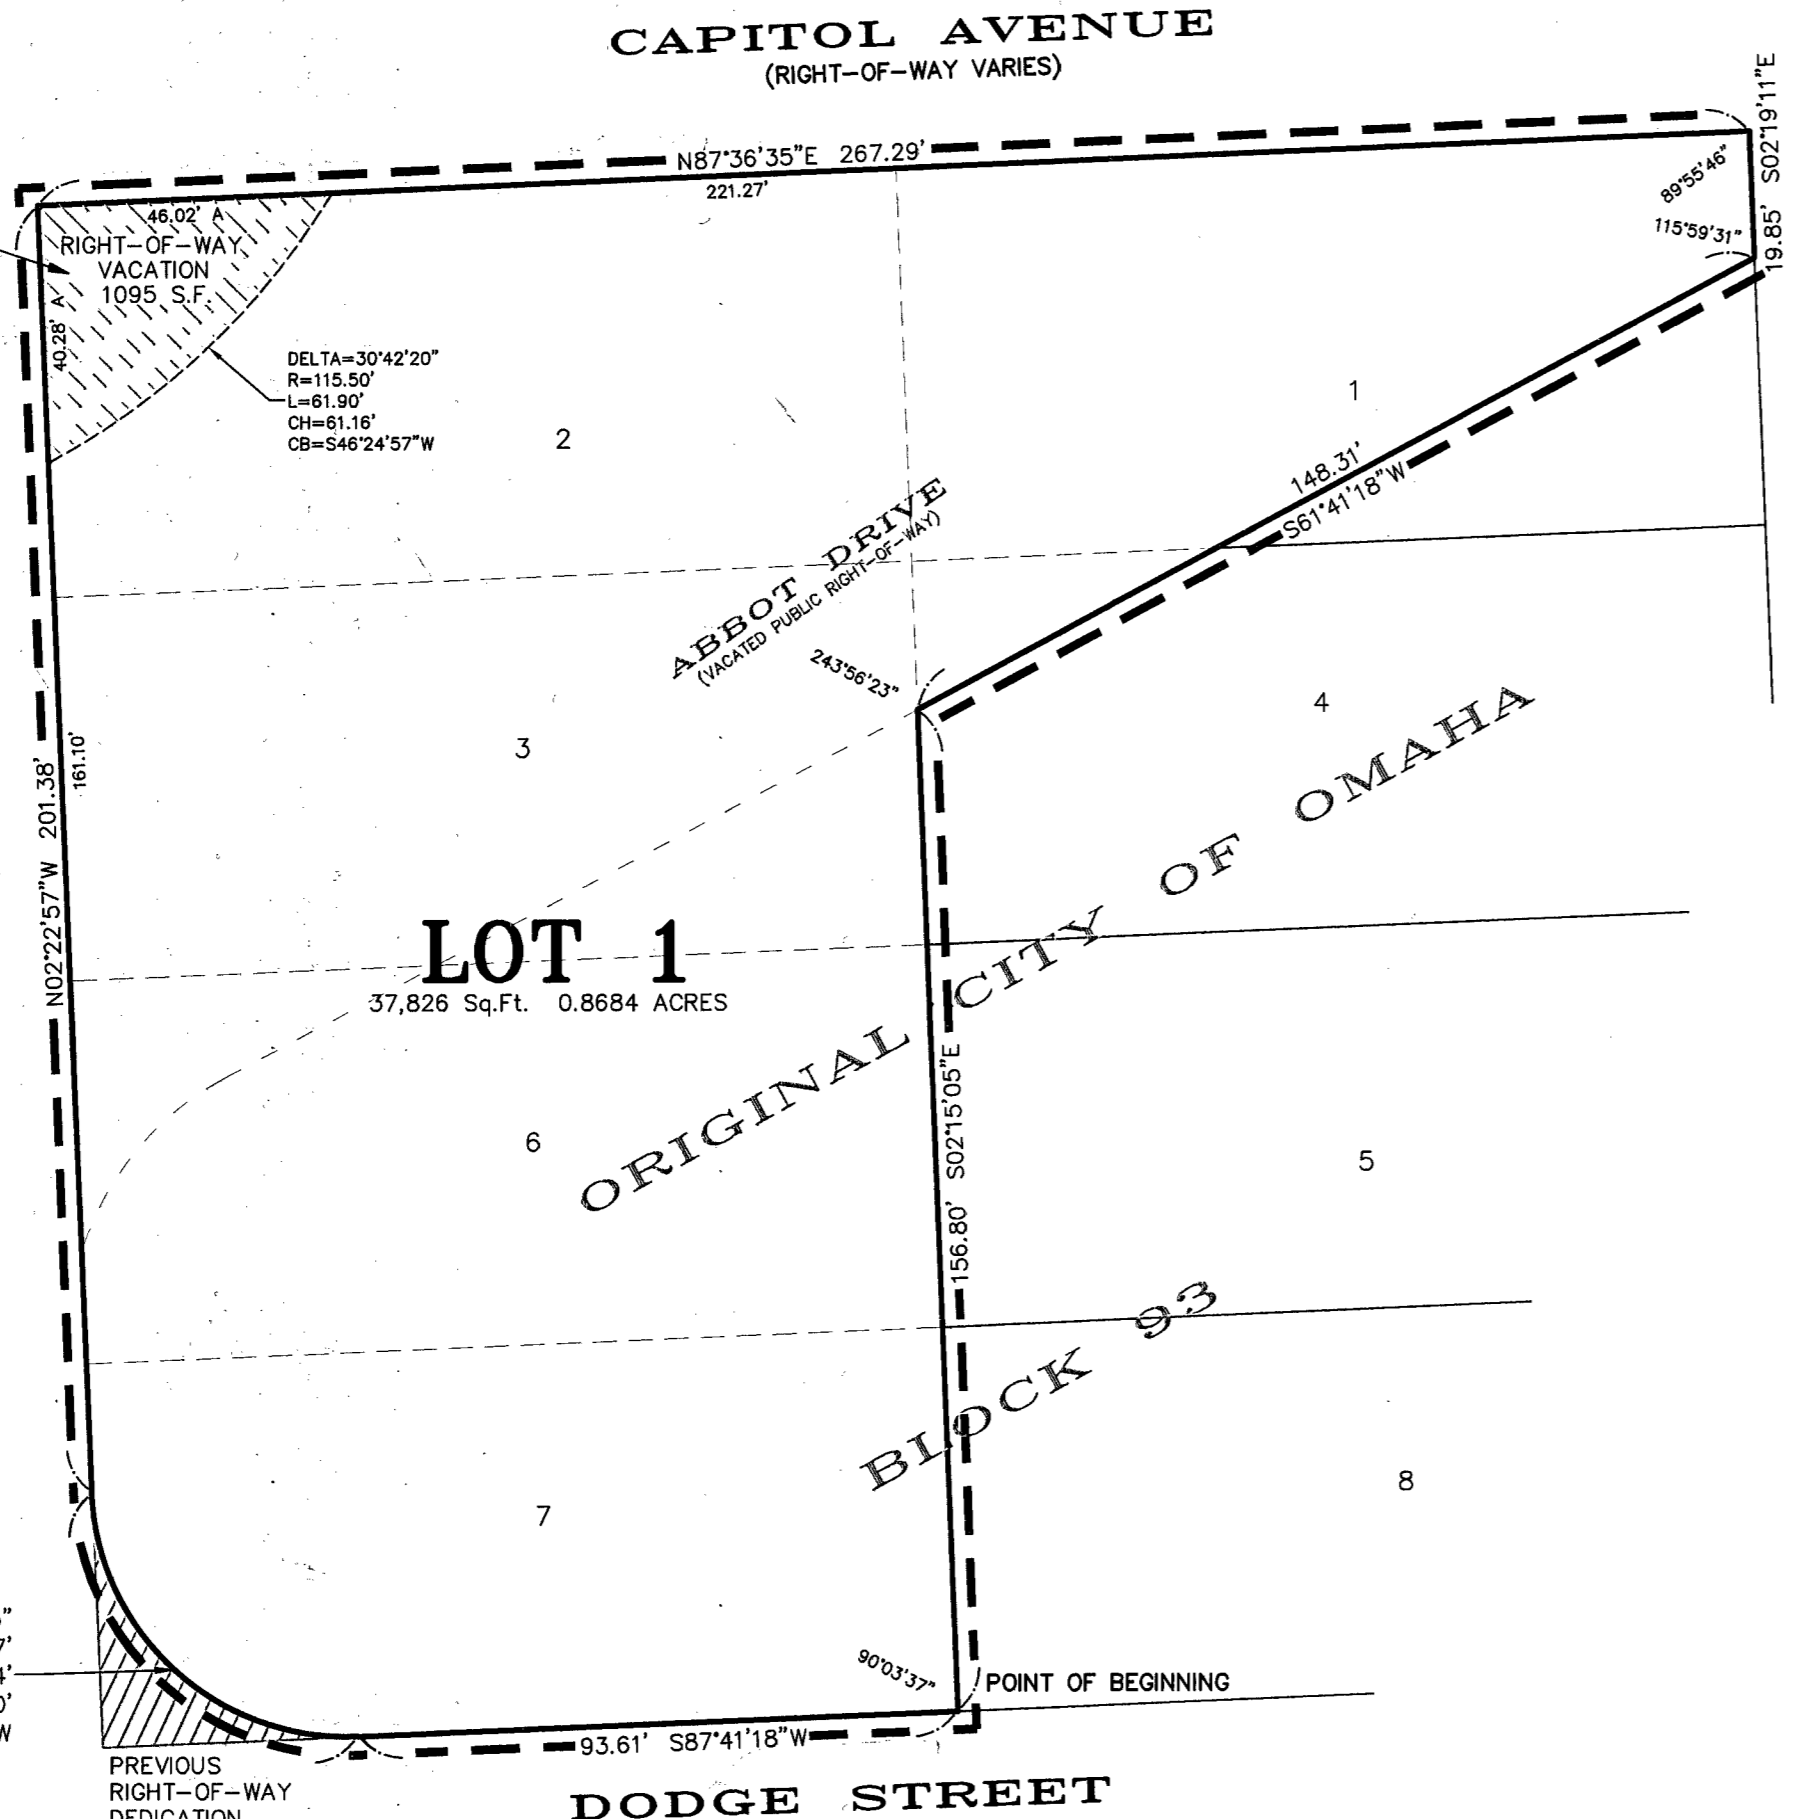 CAPITOL AVENUE
(RIGHT-OF-WAY VARIES)
N87°36'35"E 267.29'
221.27'
S02°19'11"E
19.85'
89°55'46"
115°59'31"
46.02' A
RIGHT-OF-WAY
VACATION
1095 S.F.
40.28' A
DELTA=30°42'20"
R=115.50'
L=61.90'
CH=61.16'
CB=S46°24'57"W
2
1
148.31'
S61°41'18"W
ABBOT DRIVE
(VACATED PUBLIC RIGHT-OF-WAY)
243°56'23"
3
4
N02°22'57"W 201.38'
161.10'
LOT 1
37,826 Sq.Ft. 0.8684 ACRES
ORIGINAL CITY OF OMAHA
156.80' S02°15'05"E
6
5
BLOCK 93
7
8
90°03'37"
POINT OF BEGINNING
93.61' S87°41'18"W
PREVIOUS
RIGHT-OF-WAY
DEDICATION
DODGE STREET